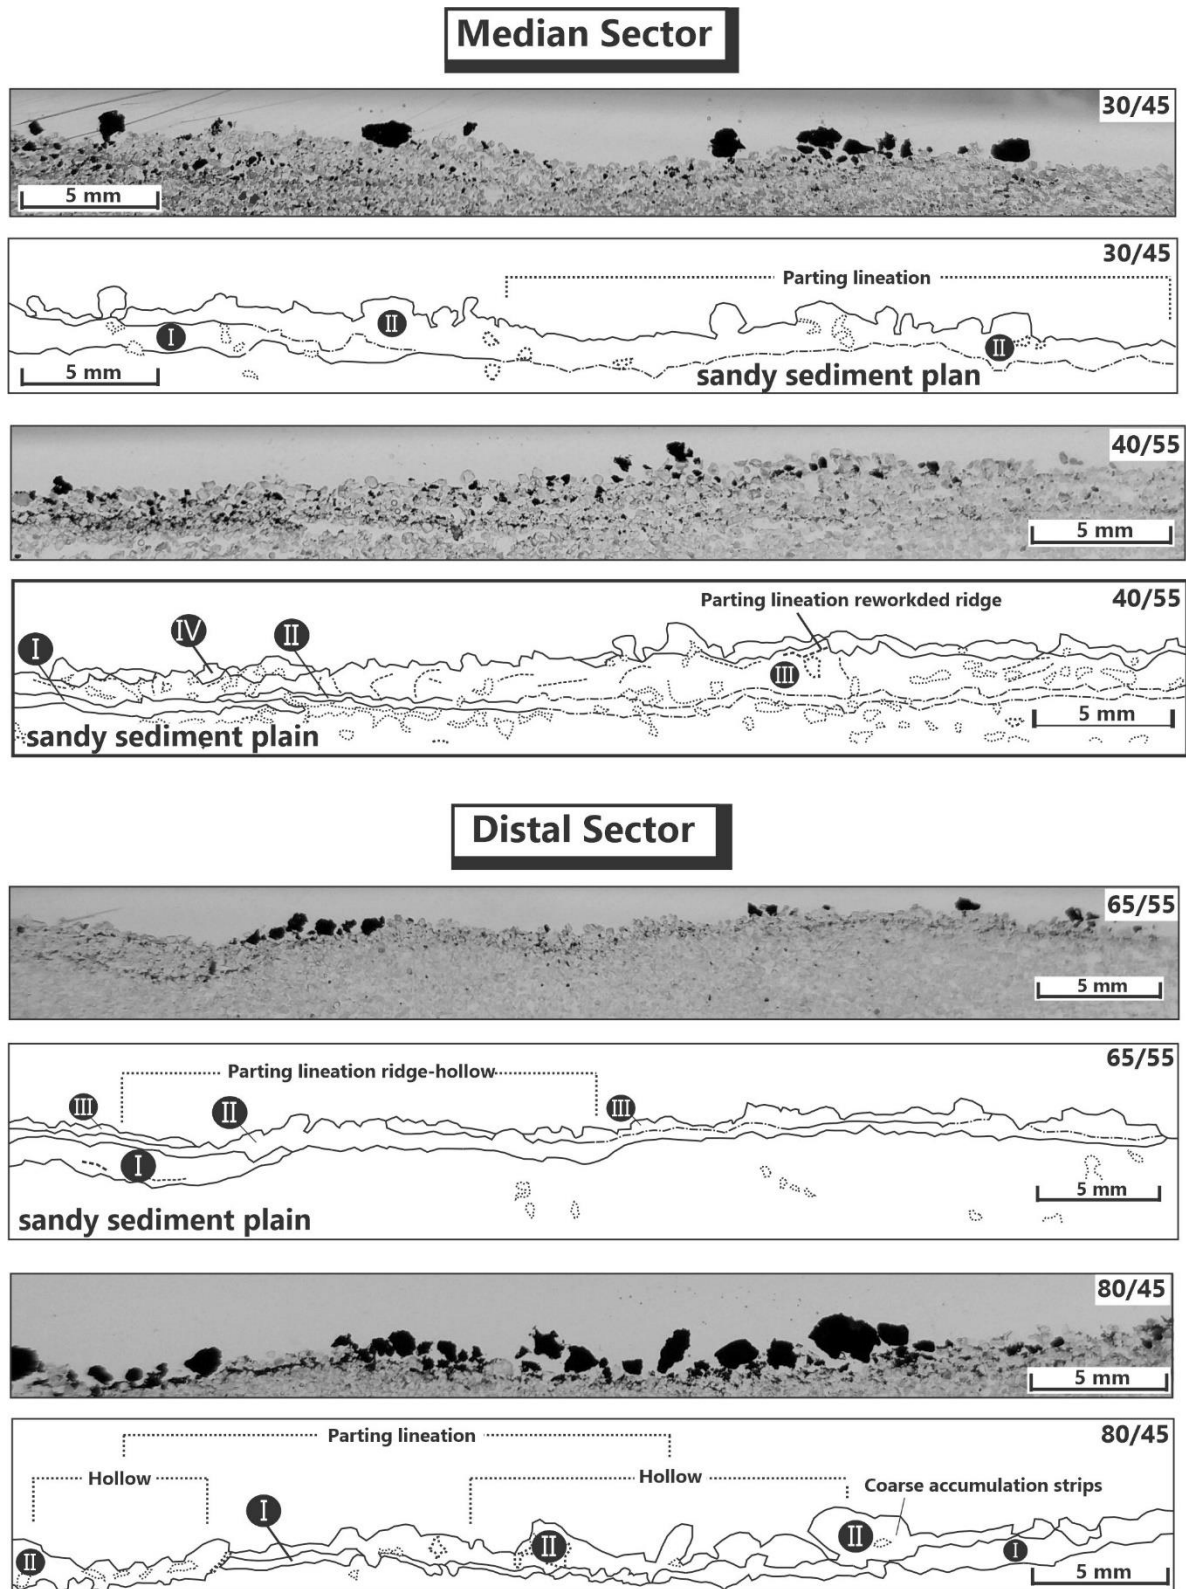 Median Sector
30/45
5 mm
30/45
Parting lineation
I
II
II
5 mm
sandy sediment plan
40/55
5 mm
Parting lineation reworkded ridge
40/55
IV
II
I
III
5 mm
sandy sediment plain
Distal Sector
65/55
5 mm
65/55
Parting lineation ridge-hollow
III
II
III
I
5 mm
sandy sediment plain
80/45
5 mm
Parting lineation
80/45
Hollow
Hollow
Coarse accumulation strips
I
II
II
II
I
5 mm